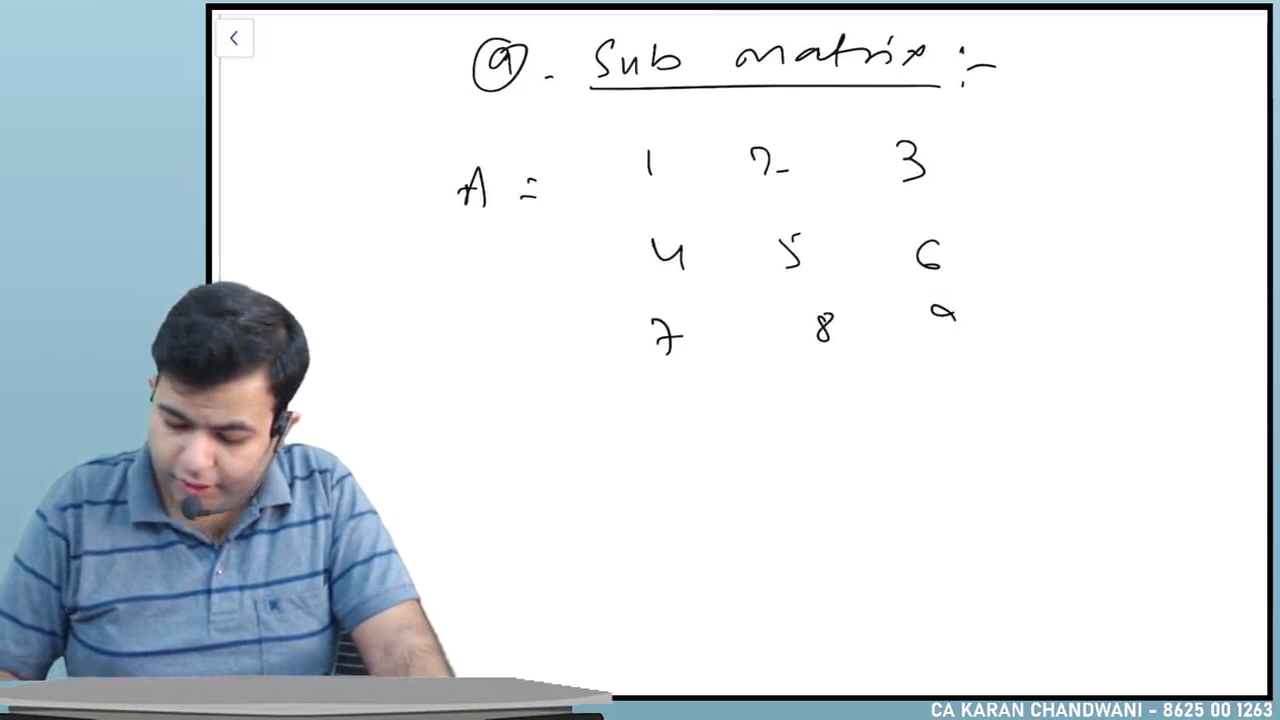 9. Sub matrix :-
A = 1 2 3
4 5 6
7 8 9
CA KARAN CHANDWANI - 8625 00 1263